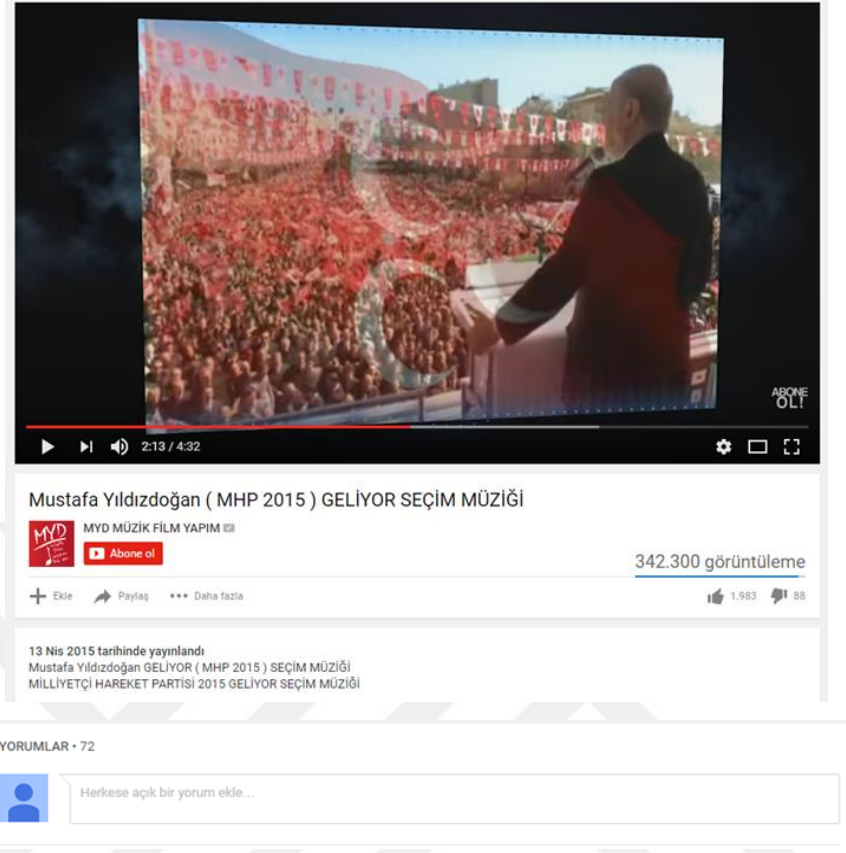 ABONE
OL!
2:13 / 4:32
Mustafa Yıldızdoğan ( MHP 2015 ) GELİYOR SEÇİM MÜZİĞİ
MYD
MYD MÜZİK FİLM YAPIM
Abone ol
342.300 görüntüleme
Ekle
Paylaş
Daha fazla
1.983
88
13 Nis 2015 tarihinde yayınlandı
Mustafa Yıldızdoğan GELİYOR ( MHP 2015 ) SEÇİM MÜZİĞİ
MİLLİYETÇİ HAREKET PARTİSİ 2015 GELİYOR SEÇİM MÜZİĞİ
YORUMLAR • 72
Herkese açık bir yorum ekle...